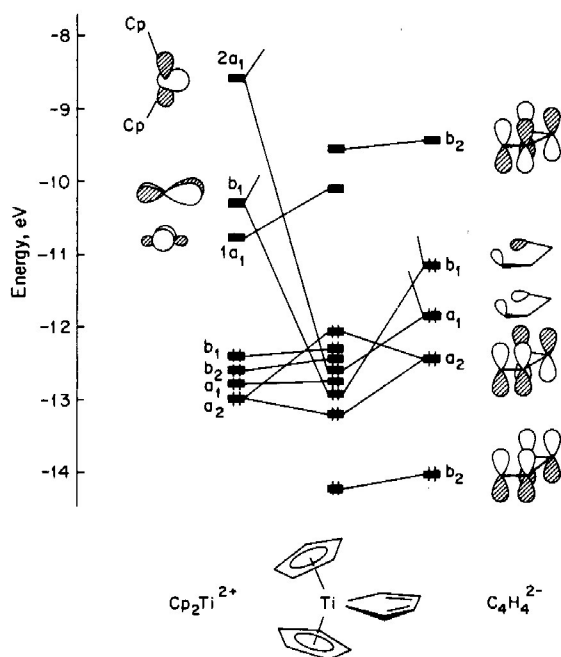 Energy, eV
-8
-9
-10
-11
-12
-13
-14
Cp
Cp
2a₁
b₁
1a₁
b₁
b₂
a₁
a₂
b₂
b₁
a₁
a₂
b₂
Cp₂Ti²⁺
Ti
C₄H₄²⁻